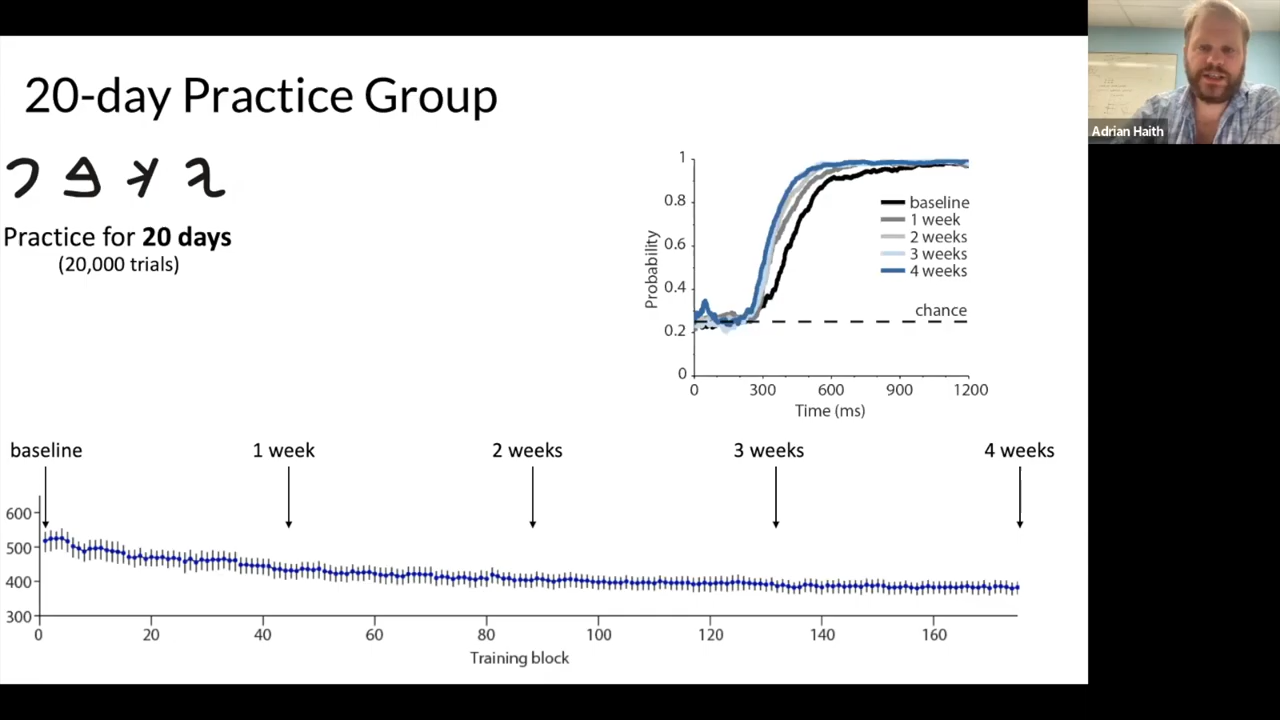 20-day Practice Group
Practice for 20 days
(20,000 trials)
Adrian Haith
1
0.8
0.6
0.4
0.2
0
Probability
baseline
1 week
2 weeks
3 weeks
4 weeks
chance
0
300
600
900
1200
Time (ms)
baseline
1 week
2 weeks
3 weeks
4 weeks
600
500
400
300
0
20
40
60
80
100
120
140
160
Training block